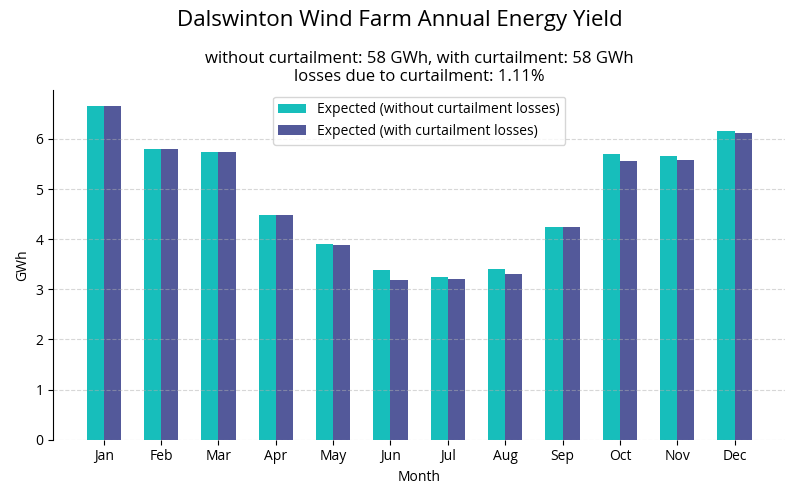 Dalswinton Wind Farm Annual Energy Yield
without curtailment: 58 GWh, with curtailment: 58 GWh
losses due to curtailment: 1.11%
Expected (without curtailment losses)
Expected (with curtailment losses)
6
5
4
3
2
1
0
GWh
Jan Feb Mar Apr May Jun Jul Aug Sep Oct Nov Dec
Month